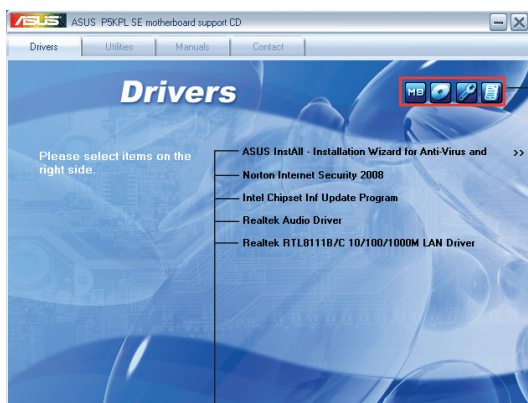 ASUS ASUS P5KPL SE motherboard support CD
Drivers Utilities Manuals Contact
Drivers
MB
Please select items on the
right side.
ASUS InstAll - Installation Wizard for Anti-Virus and >>
Norton Internet Security 2008
Intel Chipset Inf Update Program
Realtek Audio Driver
Realtek RTL8111B/C 10/100/1000M LAN Driver